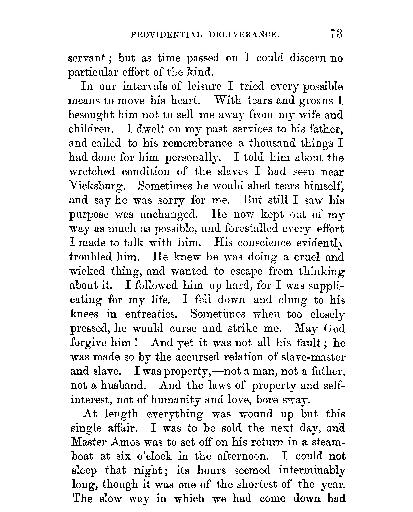 PROVIDENTIAL DELIVERANCE. 73
servant; but as time passed on I could discern no
particular effort of the kind.
In our intervals of leisure I tried every possible
means to move his heart. With tears and groans I
besought him not to sell me away from my wife and
children. I dwelt on my past services to his father,
and called to his remembrance a thousand things I
had done for him personally. I told him about the
wretched condition of the slaves I had seen near
Vicksburg. Sometimes he would shed tears himself,
and say he was sorry for me. But still I saw his
purpose was unchanged. He now kept out of my
way as much as possible, and forestalled every effort
I made to talk with him. His conscience evidently
troubled him. He knew he was doing a cruel and
wicked thing, and wanted to escape from thinking
about it. I followed him up hard, for I was suppli-
cating for my life. I fell down and clung to his
knees in entreaties. Sometimes when too closely
pressed, he would curse and strike me. May God
forgive him! And yet it was not all his fault; he
was made so by the accursed relation of slave-master
and slave. I was property,—not a man, not a father,
not a husband. And the laws of property and self-
interest, not of humanity and love, bore sway.
At length everything was wound up but this
single affair. I was to be sold the next day, and
Master Amos was to set off on his return in a steam-
boat at six o'clock in the afternoon. I could not
sleep that night; its hours seemed interminably
long, though it was one of the shortest of the year.
The slow way in which we had come down had